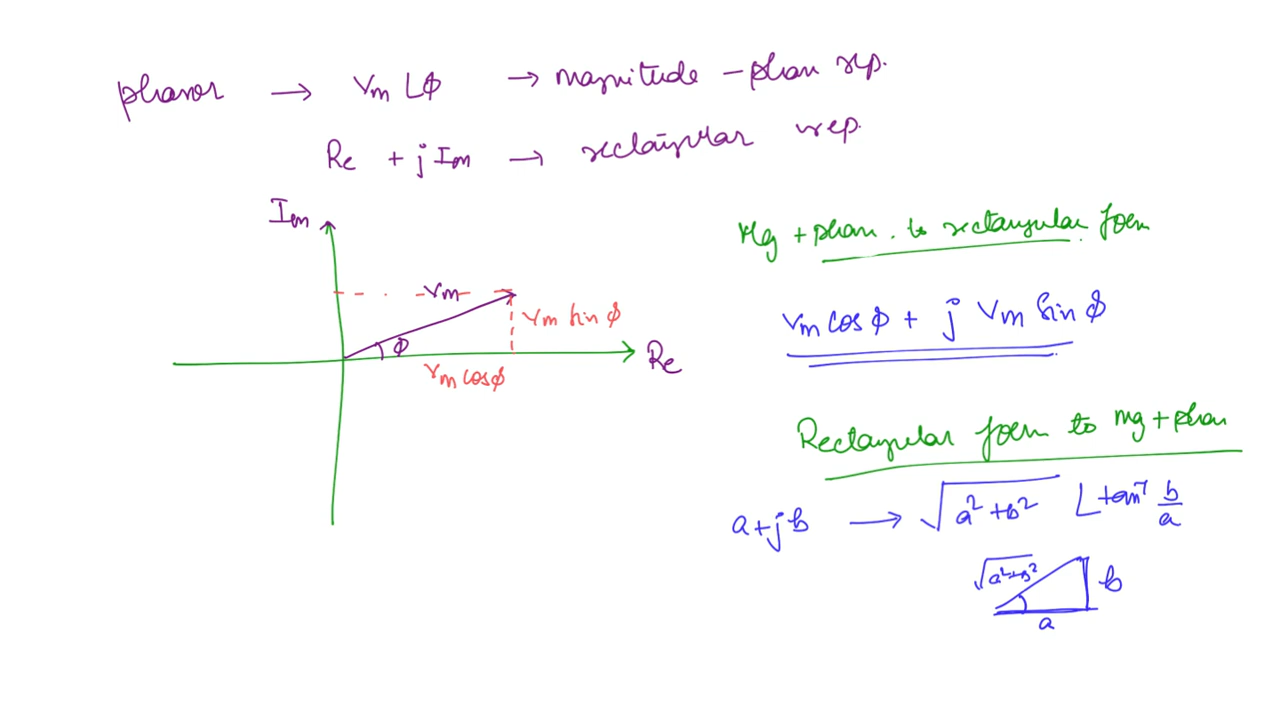 phasor → Vm ∠ϕ → magnitude - phase rep.
Re + j Im → rectangular rep.
Im
Vm
Vm sin ϕ
ϕ
Re
Vm cosϕ
Mg + phase. to rectangular form
Vm cos ϕ + j Vm sin ϕ
Rectangular form to mg + phase
a + j b → √(a² + b²) ∠ tan⁻¹ b/a
√(a²+b²)
b
a